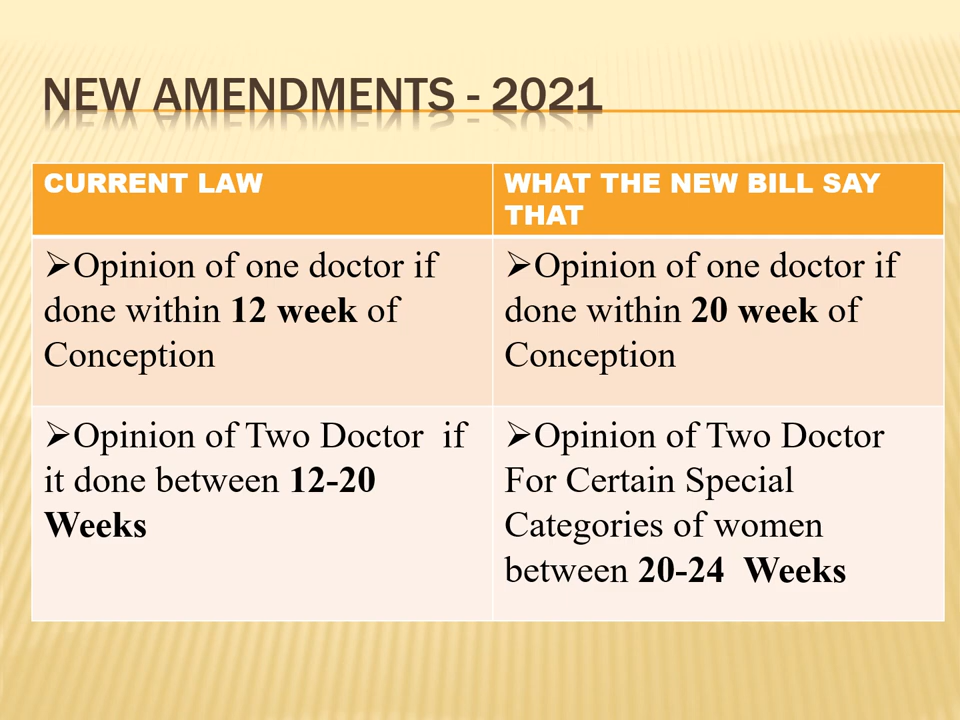 NEW AMENDMENTS - 2021
CURRENT LAW
WHAT THE NEW BILL SAY
THAT
➢Opinion of one doctor if
done within 12 week of
Conception
➢Opinion of one doctor if
done within 20 week of
Conception
➢Opinion of Two Doctor  if
it done between 12-20
Weeks
➢Opinion of Two Doctor
For Certain Special
Categories of women
between 20-24  Weeks